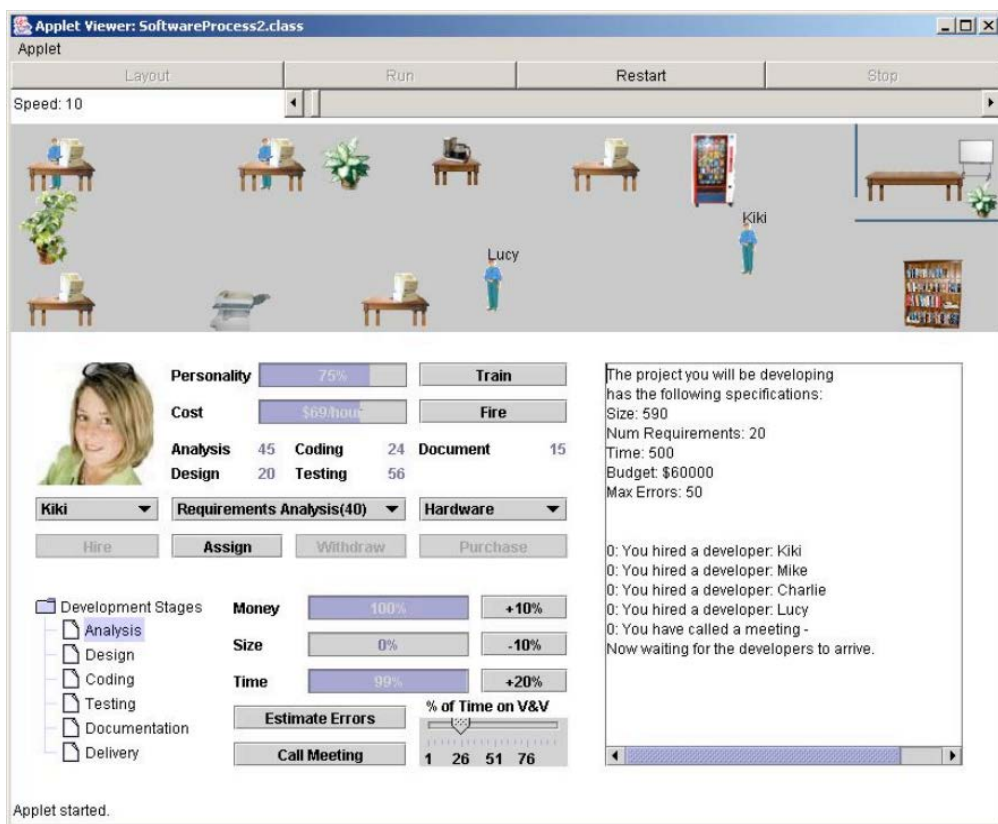 Applet Viewer: SoftwareProcess2.class
Applet
Layout Run Restart Stop
Speed: 10
Kiki
Lucy
Personality 75% Train
Cost $69/hour Fire
Analysis 45 Coding 24 Document 15
Design 20 Testing 56
Kiki Requirements Analysis(40) Hardware
Hire Assign Withdraw Purchase
Development Stages
Analysis
Design
Coding
Testing
Documentation
Delivery
Money 100% +10%
Size 0% -10%
Time 99% +20%
Estimate Errors
Call Meeting
% of Time on V&V
1 26 51 76
The project you will be developing
has the following specifications:
Size: 590
Num Requirements: 20
Time: 500
Budget: $60000
Max Errors: 50
0: You hired a developer: Kiki
0: You hired a developer: Mike
0: You hired a developer: Charlie
0: You hired a developer: Lucy
0: You have called a meeting -
Now waiting for the developers to arrive.
Applet started.